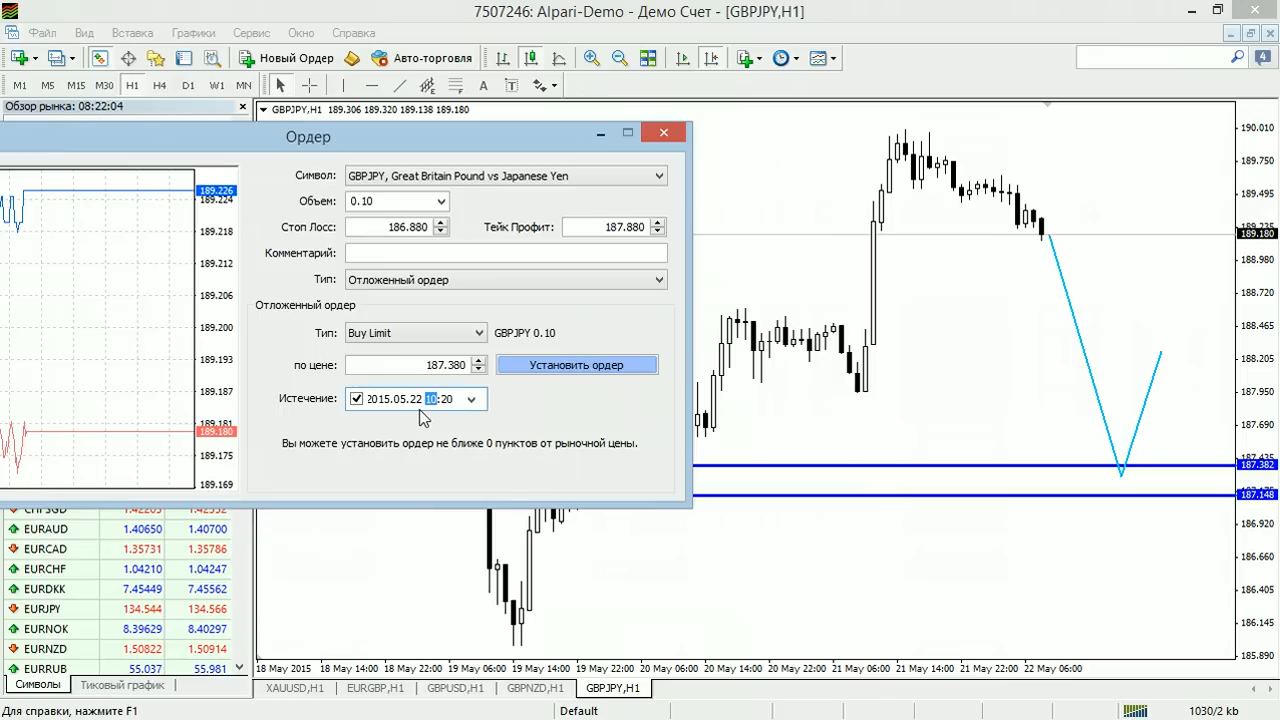 7507246: Alpari-Demo - Демо Счет - [GBPJPY,H1]
Файл Вид Вставка Графики Сервис Окно Справка
Новый Ордер Авто-торговля
4
M1 M5 M15 M30 H1 H4 D1 W1 MN A T
Обзор рынка: 08:22:04
GBPJPY,H1 189.306 189.320 189.138 189.180
Ордер
189.226
189.224
189.218
189.212
189.206
189.200
189.193
189.187
189.181
189.180
189.175
189.169
Символ: GBPJPY, Great Britain Pound vs Japanese Yen
Объем: 0.10
Стоп Лосс: 186.880 Тейк Профит: 187.880
Комментарий:
Тип: Отложенный ордер
Отложенный ордер
Тип: Buy Limit GBPJPY 0.10
по цене: 187.380 Установить ордер
Истечение: 2015.05.22 10:20
Вы можете установить ордер не ближе 0 пунктов от рыночной цены.
190.010
189.750
189.495
189.180
188.980
188.720
188.465
188.205
187.950
187.690
187.435
187.382
187.148
186.920
186.660
186.405
186.145
185.890
EURAUD 1.40650 1.40700
EURCAD 1.35731 1.35786
EURCHF 1.04210 1.04247
EURDKK 7.45449 7.45562
EURJPY 134.544 134.566
EURNOK 8.39629 8.40297
EURNZD 1.50822 1.50914
EURRUB 55.037 55.981
18 May 2015 18 May 14:00 18 May 22:00 19 May 06:00 19 May 14:00 19 May 22:00 20 May 06:00 20 May 14:00 20 May 22:00 21 May 06:00 21 May 14:00 21 May 22:00 22 May 06:00
Символы Тиковый график
XAUUSD,H1 EURGBP,H1 GBPUSD,H1 GBPNZD,H1 GBPJPY,H1
Для справки, нажмите F1 Default 1030/2 kb